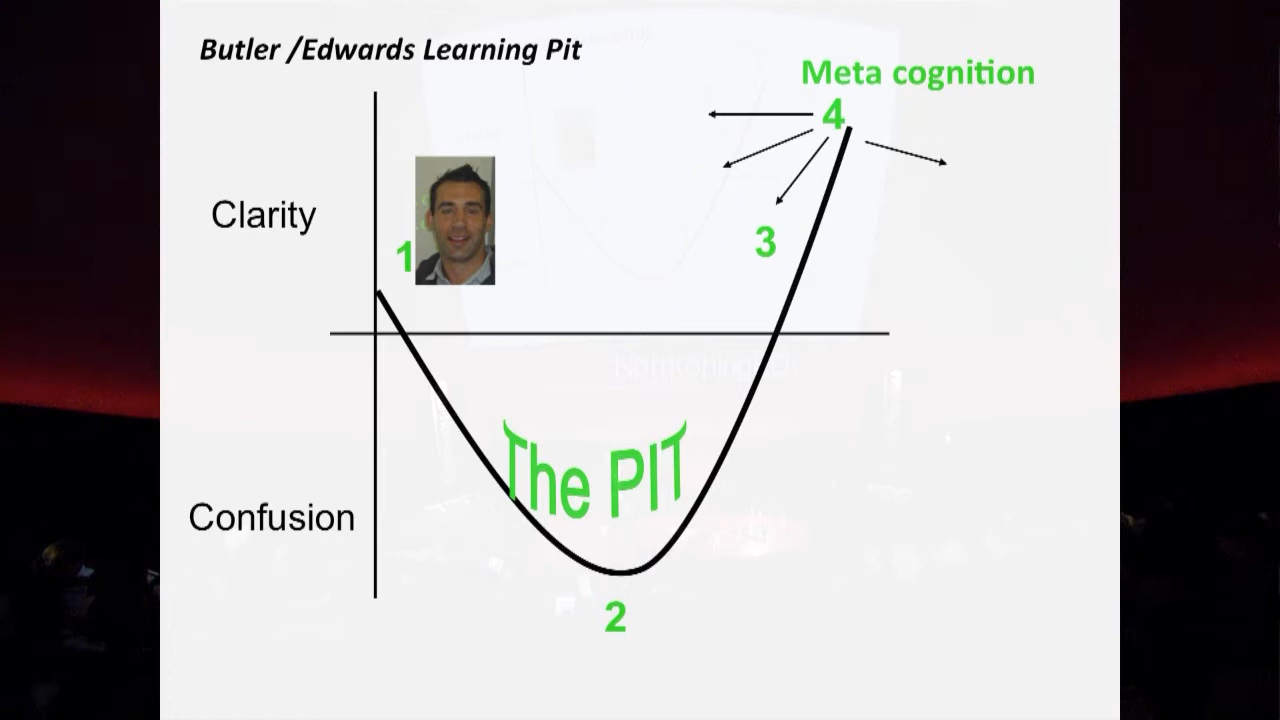 Butler /Edwards Learning Pit
Meta cognition
4
Clarity
1
3
The PIT
Confusion
2